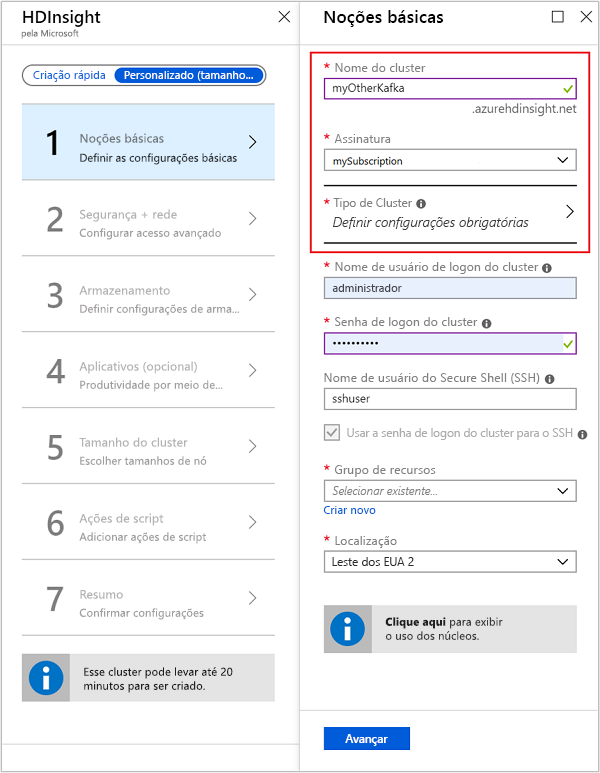 HDInsight
pela Microsoft
Criação rápida
Personalizado (tamanho...
1
Noções básicas
Definir as configurações básicas
2
Segurança + rede
Configurar acesso avançado
3
Armazenamento
Definir configurações de arma...
4
Aplicativos (opcional)
Produtividade por meio de...
5
Tamanho do cluster
Escolher tamanhos de nó
6
Ações de script
Adicionar ações de script
7
Resumo
Confirmar configurações
Esse cluster pode levar até 20
minutos para ser criado.
Noções básicas
* Nome do cluster
myOtherKafka
.azurehdinsight.net
* Assinatura
mySubscription
* Tipo de Cluster
Definir configurações obrigatórias
* Nome de usuário de logon do cluster
administrador
* Senha de logon do cluster
••••••••••
Nome de usuário do Secure Shell (SSH)
sshuser
Usar a senha de logon do cluster para o SSH
* Grupo de recursos
Selecionar existente...
Criar novo
* Localização
Leste dos EUA 2
Clique aqui para exibir
o uso dos núcleos.
Avançar